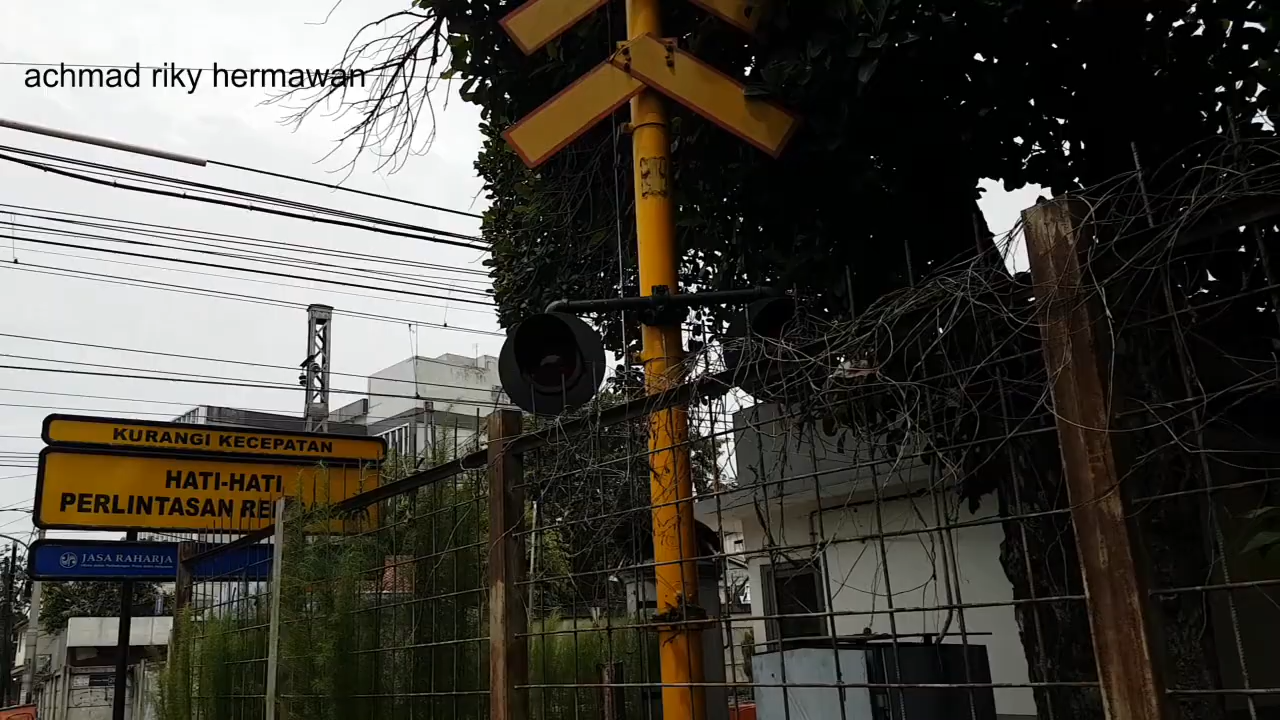 achmad riky hermawan
KURANGI KECEPATAN
HATI-HATI
PERLINTASAN
JASA RAHARJA